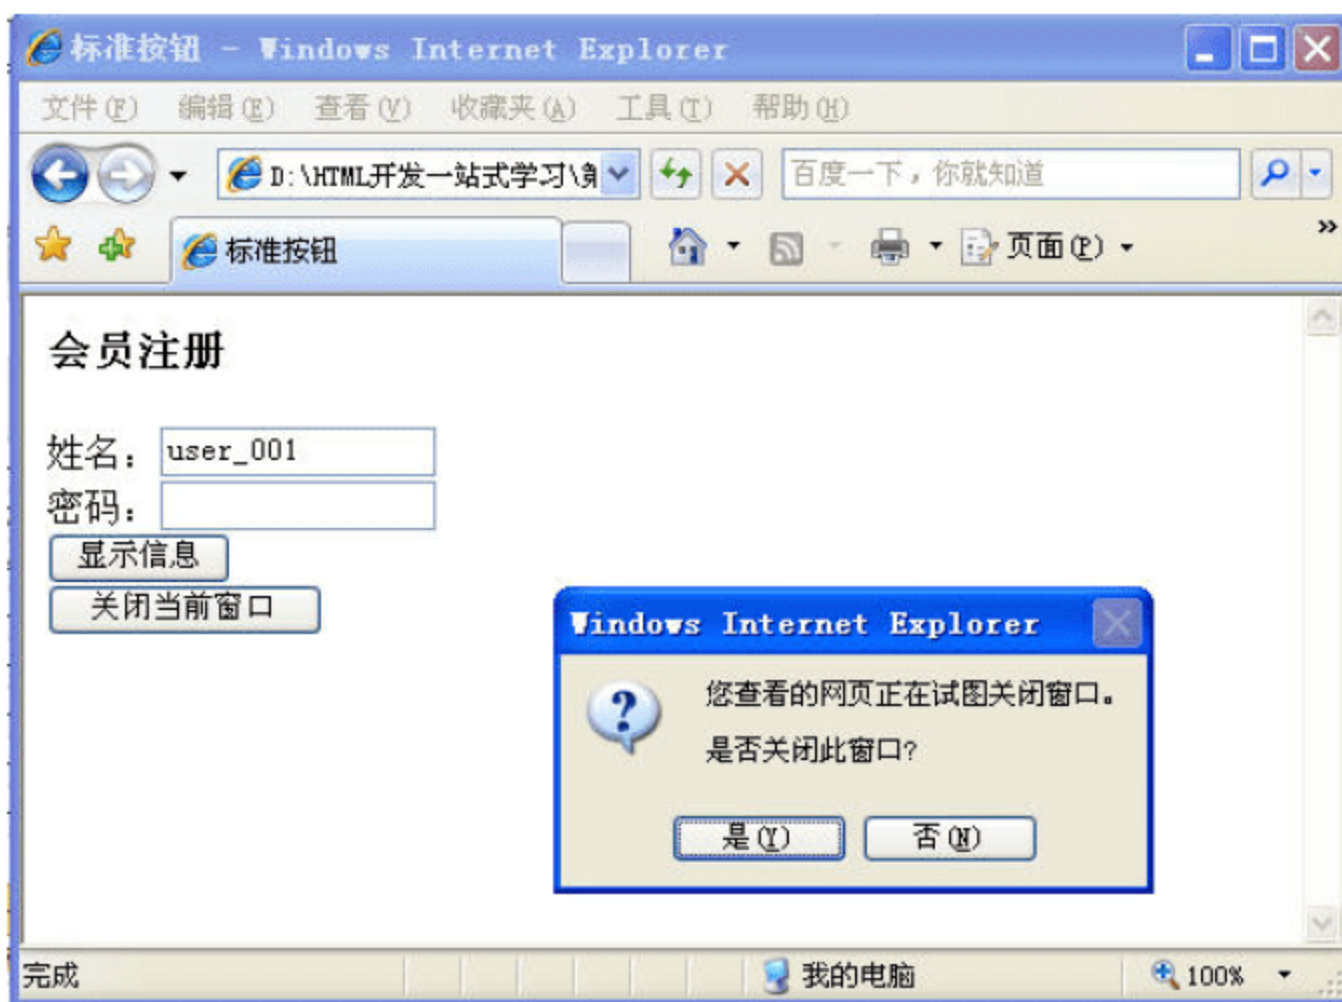 标准按钮 - Windows Internet Explorer
文件(F) 编辑(E) 查看(V) 收藏夹(A) 工具(T) 帮助(H)
D:\HTML开发一站式学习\ 百度一下，你就知道
标准按钮 页面(P)
会员注册
姓名：user_001
密码：
显示信息
关闭当前窗口
Windows Internet Explorer
您查看的网页正在试图关闭窗口。
是否关闭此窗口?
是(Y) 否(N)
完成 我的电脑 100%